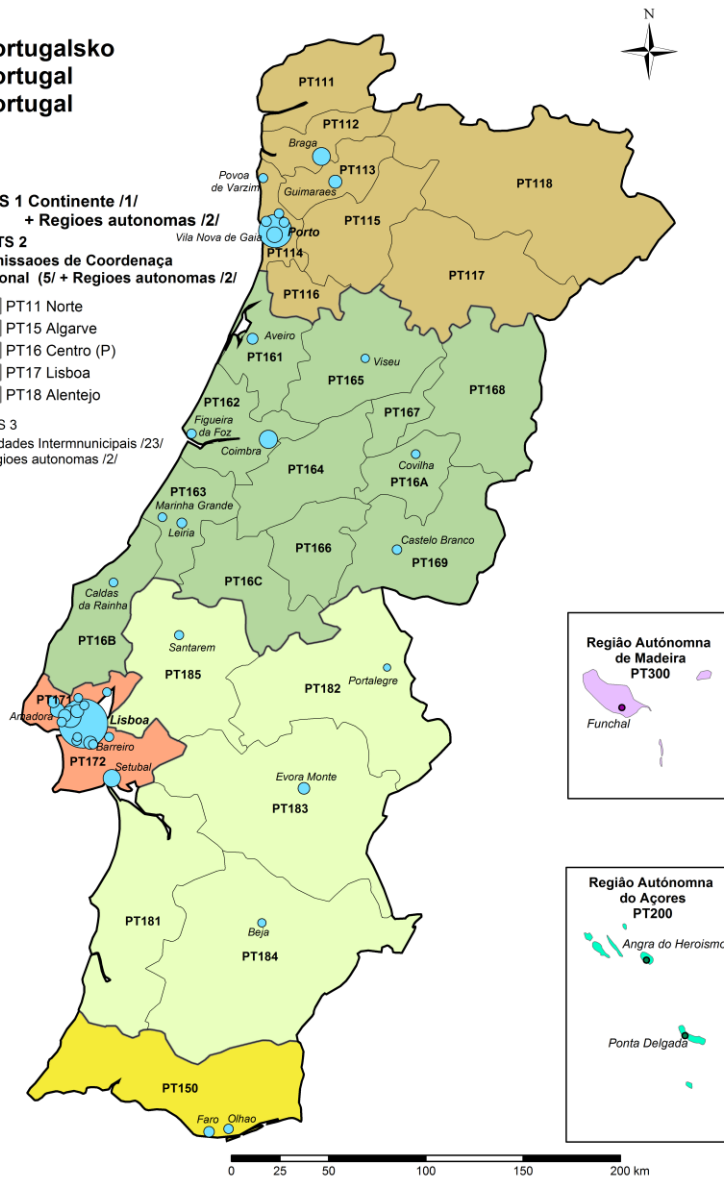 N
ortugalsko
ortugal
ortugal
S 1 Continente /1/
+ Regioes autonomas /2/
TS 2
missaoes de Coordenaça
onal (5/ + Regioes autonomas /2/
PT11 Norte
PT15 Algarve
PT16 Centro (P)
PT17 Lisboa
PT18 Alentejo
S 3
dades Intermnunicipais /23/
gioes autonomas /2/
PT111
PT112
Braga
PT113
PT118
Povoa
de Varzim
Guimaraes
PT115
Vila Nova de Gaia
Porto
PT114
PT117
PT116
Aveiro
PT161
Viseu
PT165
PT168
PT162
PT167
Figueira
da Foz
Coimbra
PT164
Covilha
PT16A
PT163
Marinha Grande
Leiria
PT166
Castelo Branco
PT169
PT16C
Caldas
da Rainha
PT16B
Santarem
PT185
PT182
Portalegre
PT171
Amadora
Lisboa
Barreiro
PT172
Setubal
Evora Monte
PT183
PT181
Beja
PT184
PT150
Faro
Olhao
Regiâo Autónomna
de Madeira
PT300
Funchal
Regiâo Autónomna
do Açores
PT200
Angra do Heroismo
Ponta Delgada
0 25 50 100 150 200 km